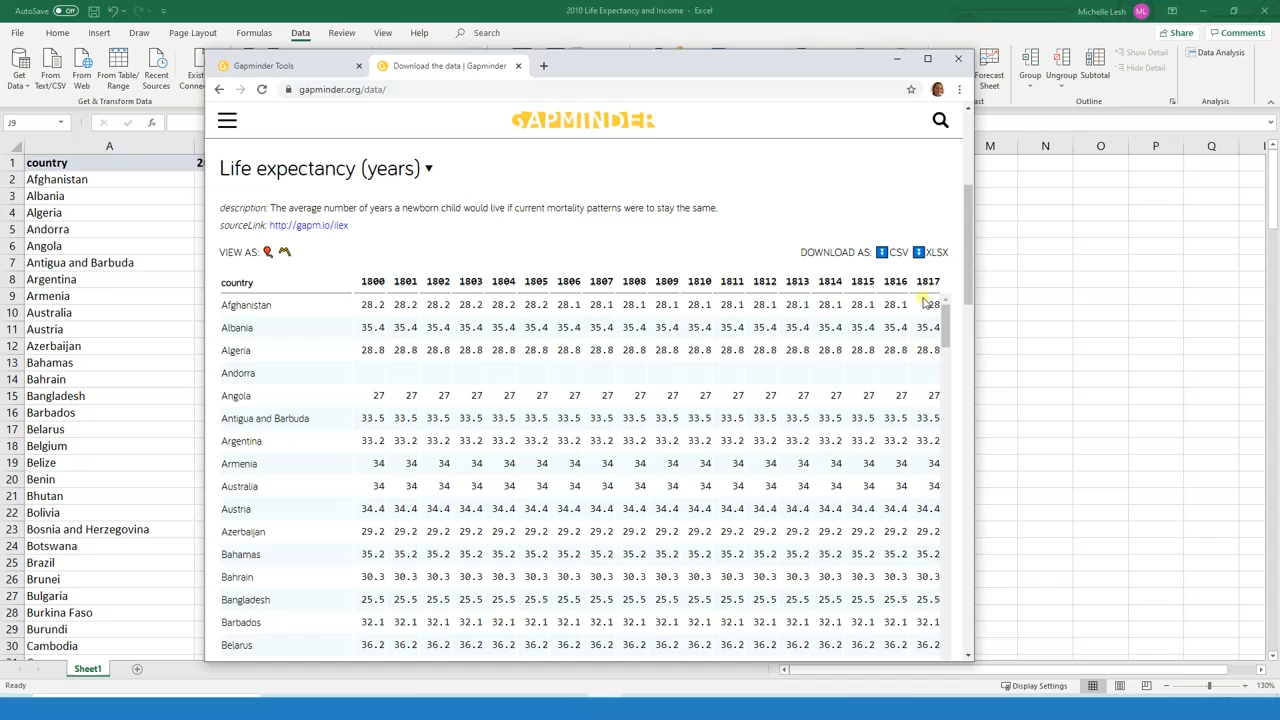 AutoSave Off 2010 Life Expectancy and Income - Excel Michelle Lesh ML
File Home Insert Draw Page Layout Formulas Data Review View Help Search Share Comments
Get Data From Text/CSV From Web From Table/ Range Recent Sources Forecast Sheet Group Ungroup Subtotal Show Detail Hide Detail Data Analysis
Get & Transform Data Outline Analysis
Gapminder Tools Download the data | Gapminder
gapminder.org/data/
J9 fx
GAPMINDER
A M N O P Q
Life expectancy (years)
description: The average number of years a newborn child would live if current mortality patterns were to stay the same.
sourceLink: http://gapm.io/ilex
VIEW AS: DOWNLOAD AS: CSV XLSX
country 1800 1801 1802 1803 1804 1805 1806 1807 1808 1809 1810 1811 1812 1813 1814 1815 1816 1817
Afghanistan 28.2 28.2 28.2 28.2 28.2 28.2 28.1 28.1 28.1 28.1 28.1 28.1 28.1 28.1 28.1 28.1 28.1 28
Albania 35.4 35.4 35.4 35.4 35.4 35.4 35.4 35.4 35.4 35.4 35.4 35.4 35.4 35.4 35.4 35.4 35.4 35.4
Algeria 28.8 28.8 28.8 28.8 28.8 28.8 28.8 28.8 28.8 28.8 28.8 28.8 28.8 28.8 28.8 28.8 28.8 28.8
Andorra
Angola 27 27 27 27 27 27 27 27 27 27 27 27 27 27 27 27 27 27
Antigua and Barbuda 33.5 33.5 33.5 33.5 33.5 33.5 33.5 33.5 33.5 33.5 33.5 33.5 33.5 33.5 33.5 33.5 33.5 33.5
Argentina 33.2 33.2 33.2 33.2 33.2 33.2 33.2 33.2 33.2 33.2 33.2 33.2 33.2 33.2 33.2 33.2 33.2 33.2
Armenia 34 34 34 34 34 34 34 34 34 34 34 34 34 34 34 34 34 34
Australia 34 34 34 34 34 34 34 34 34 34 34 34 34 34 34 34 34 34
Austria 34.4 34.4 34.4 34.4 34.4 34.4 34.4 34.4 34.4 34.4 34.4 34.4 34.4 34.4 34.4 34.4 34.4 34.4
Azerbaijan 29.2 29.2 29.2 29.2 29.2 29.2 29.2 29.2 29.2 29.2 29.2 29.2 29.2 29.2 29.2 29.2 29.2 29.2
Bahamas 35.2 35.2 35.2 35.2 35.2 35.2 35.2 35.2 35.2 35.2 35.2 35.2 35.2 35.2 35.2 35.2 35.2 35.2
Bahrain 30.3 30.3 30.3 30.3 30.3 30.3 30.3 30.3 30.3 30.3 30.3 30.3 30.3 30.3 30.3 30.3 30.3 30.3
Bangladesh 25.5 25.5 25.5 25.5 25.5 25.5 25.5 25.5 25.5 25.5 25.5 25.5 25.5 25.5 25.5 25.5 25.5 25.5
Barbados 32.1 32.1 32.1 32.1 32.1 32.1 32.1 32.1 32.1 32.1 32.1 32.1 32.1 32.1 32.1 32.1 32.1 32.1
Belarus 36.2 36.2 36.2 36.2 36.2 36.2 36.2 36.2 36.2 36.2 36.2 36.2 36.2 36.2 36.2 36.2 36.2 36.2
1 country
2 Afghanistan
3 Albania
4 Algeria
5 Andorra
6 Angola
7 Antigua and Barbuda
8 Argentina
9 Armenia
10 Australia
11 Austria
12 Azerbaijan
13 Bahamas
14 Bahrain
15 Bangladesh
16 Barbados
17 Belarus
18 Belgium
19 Belize
20 Benin
21 Bhutan
22 Bolivia
23 Bosnia and Herzegovina
24 Botswana
25 Brazil
26 Brunei
27 Bulgaria
28 Burkina Faso
29 Burundi
30 Cambodia
Sheet1
Ready Display Settings 130%